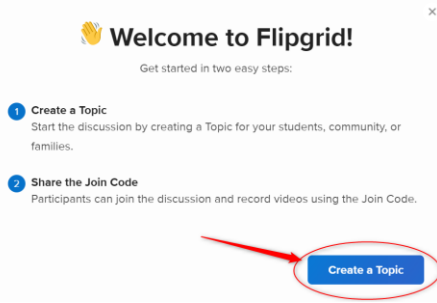 👋 Welcome to Flipgrid!
Get started in two easy steps:
1 Create a Topic
Start the discussion by creating a Topic for your students, community, or
families.
2 Share the Join Code
Participants can join the discussion and record videos using the Join Code.
Create a Topic